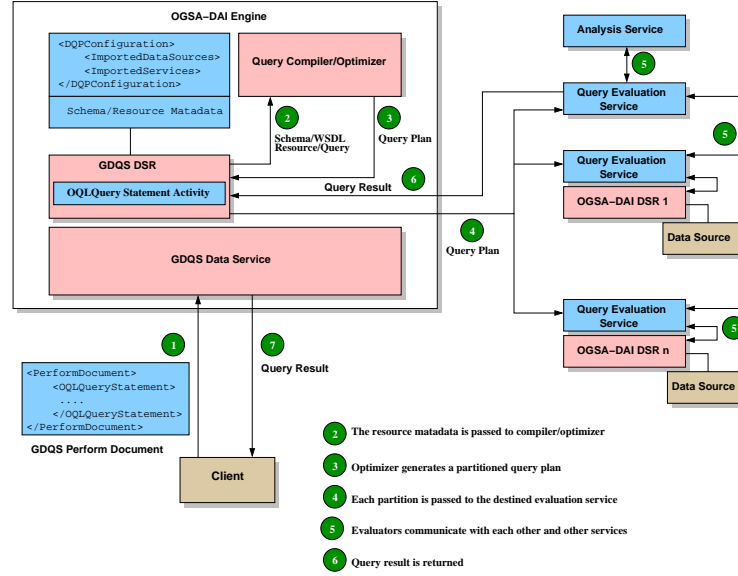 OGSA-DAI Engine
<DQPConfiguration>
<ImportedDataSources>
<ImportedServices>
</DQPConfiguration>
Schema/Resource Matadata
Query Compiler/Optimizer
2
Schema/WSDL
Resource/Query
3
Query Plan
GDQS DSR
OQLQuery Statement Activity
Query Result
6
4
Query Plan
GDQS Data Service
Analysis Service
5
Query Evaluation
Service
5
Query Evaluation
Service
OGSA-DAI DSR 1
Data Source
Query Evaluation
Service
5
OGSA-DAI DSR n
Data Source
1
7
Query Result
<PerformDocument>
<OQLQueryStatement>
....
</OQLQueryStatement>
</PerformDocument>
GDQS Perform Document
Client
2 The resource matadata is passed to compiler/optimizer
3 Optimizer generates a partitioned query plan
4 Each partition is passed to the destined evaluation service
5 Evaluators communicate with each other and other services
6 Query result is returned